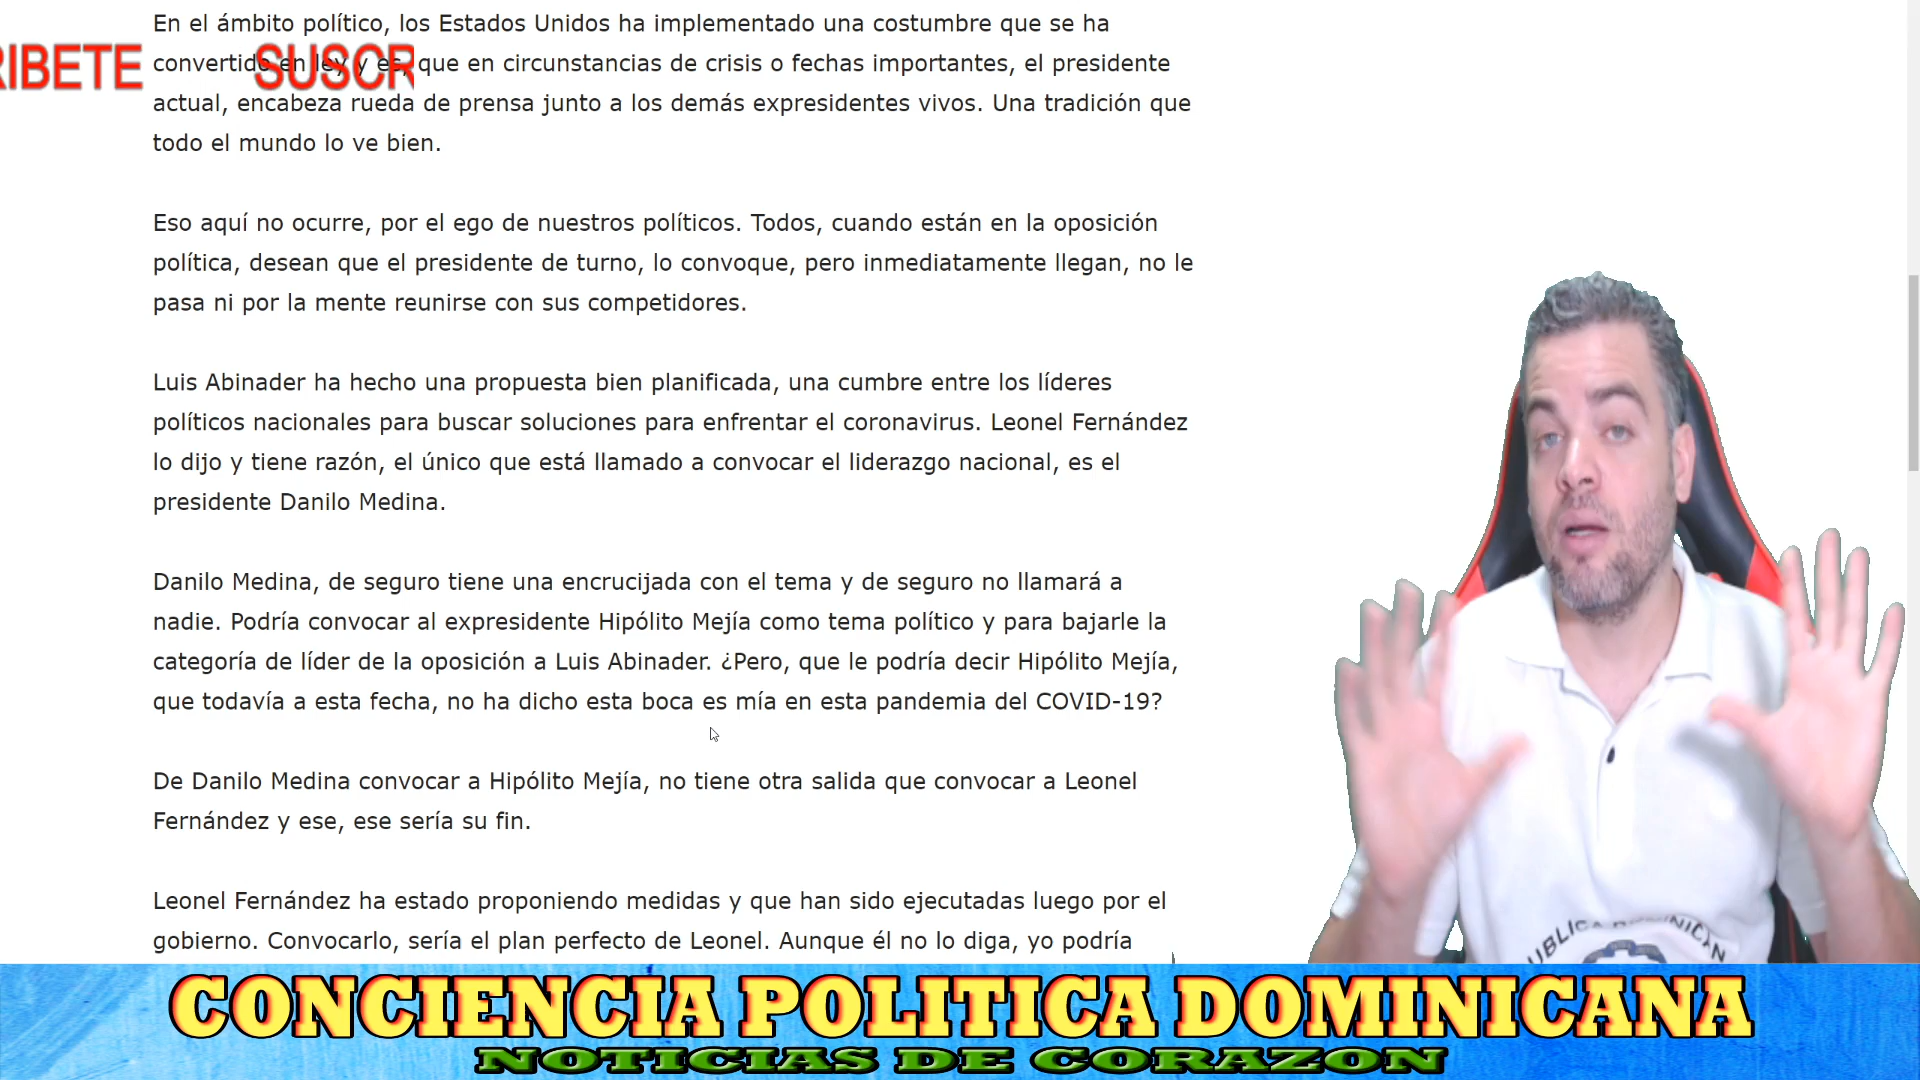 En el ámbito político, los Estados Unidos ha implementado una costumbre que se ha
RIBETE SUSCR
convertido en ley y es, que en circunstancias de crisis o fechas importantes, el presidente
actual, encabeza rueda de prensa junto a los demás expresidentes vivos. Una tradición que
todo el mundo lo ve bien.
Eso aquí no ocurre, por el ego de nuestros políticos. Todos, cuando están en la oposición
política, desean que el presidente de turno, lo convoque, pero inmediatamente llegan, no le
pasa ni por la mente reunirse con sus competidores.
Luis Abinader ha hecho una propuesta bien planificada, una cumbre entre los líderes
políticos nacionales para buscar soluciones para enfrentar el coronavirus. Leonel Fernández
lo dijo y tiene razón, el único que está llamado a convocar el liderazgo nacional, es el
presidente Danilo Medina.
Danilo Medina, de seguro tiene una encrucijada con el tema y de seguro no llamará a
nadie. Podría convocar al expresidente Hipólito Mejía como tema político y para bajarle la
categoría de líder de la oposición a Luis Abinader. ¿Pero, que le podría decir Hipólito Mejía,
que todavía a esta fecha, no ha dicho esta boca es mía en esta pandemia del COVID-19?
De Danilo Medina convocar a Hipólito Mejía, no tiene otra salida que convocar a Leonel
Fernández y ese, ese sería su fin.
Leonel Fernández ha estado proponiendo medidas y que han sido ejecutadas luego por el
gobierno. Convocarlo, sería el plan perfecto de Leonel. Aunque él no lo diga, yo podría
CONCIENCIA POLITICA DOMINICANA
NOTICIAS DE CORAZON